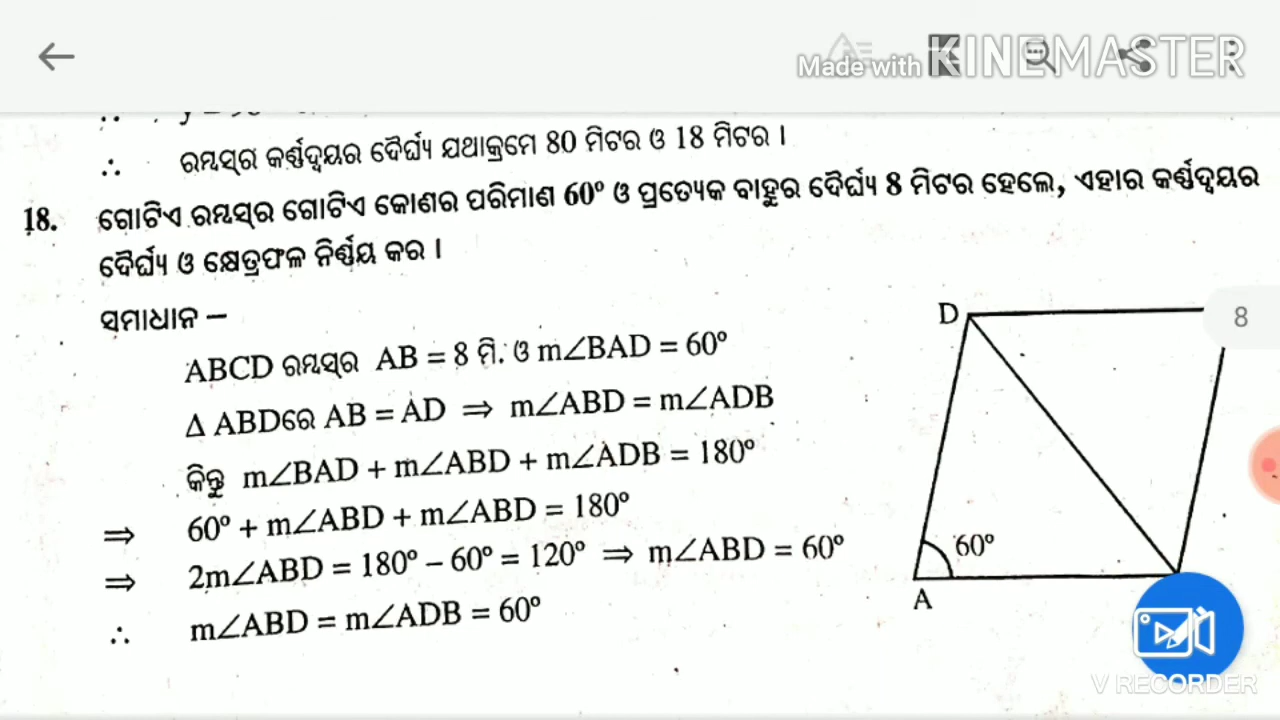 Made with KINEMASTER
∴ ରମ୍ବସ୍‌ର କର୍ଣ୍ଣଦ୍ୱୟର ଦୈର୍ଘ୍ୟ ଯଥାକ୍ରମେ 80 ମିଟର ଓ 18 ମିଟର ।
18. ଗୋଟିଏ ରମ୍ବସ୍‌ର ଗୋଟିଏ କୋଣର ପରିମାଣ 60° ଓ ପ୍ରତ୍ୟେକ ବାହୁର ଦୈର୍ଘ୍ୟ 8 ମିଟର ହେଲେ, ଏହାର କର୍ଣ୍ଣଦ୍ୱୟର
ଦୈର୍ଘ୍ୟ ଓ କ୍ଷେତ୍ରଫଳ ନିର୍ଣ୍ଣୟ କର ।
ସମାଧାନ –
ABCD ରମ୍ବସ୍‌ର AB = 8 ମି. ଓ m∠BAD = 60°
Δ ABDରେ AB = AD ⇒ m∠ABD = m∠ADB
କିନ୍ତୁ m∠BAD + m∠ABD + m∠ADB = 180°
⇒ 60° + m∠ABD + m∠ABD = 180°
⇒ 2m∠ABD = 180° – 60° = 120° ⇒ m∠ABD = 60°
∴ m∠ABD = m∠ADB = 60°
D
8
60°
A
V RECORDER